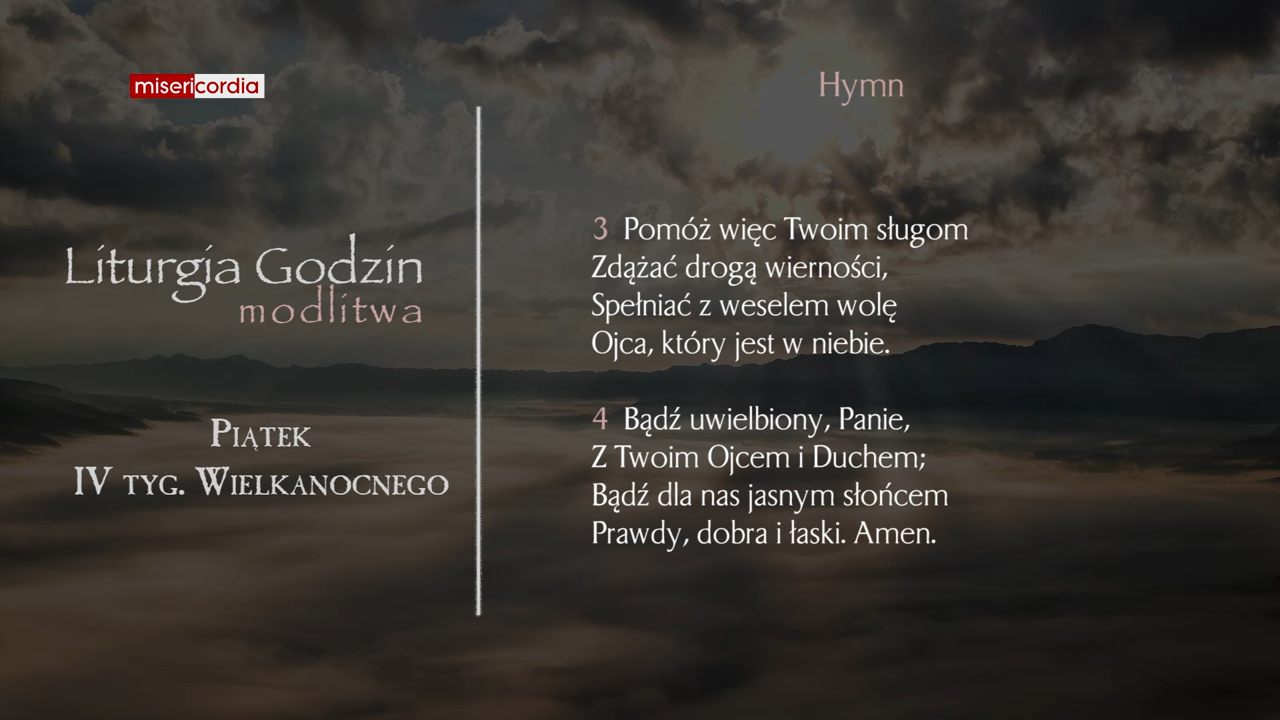 misericordia
Liturgia Godzin
modlitwa
Piątek
IV tyg. Wielkanocnego
Hymn
3 Pomóż więc Twoim sługom
Zdążać drogą wierności,
Spełniać z weselem wolę
Ojca, który jest w niebie.
4 Bądź uwielbiony, Panie,
Z Twoim Ojcem i Duchem;
Bądź dla nas jasnym słońcem
Prawdy, dobra i łaski. Amen.